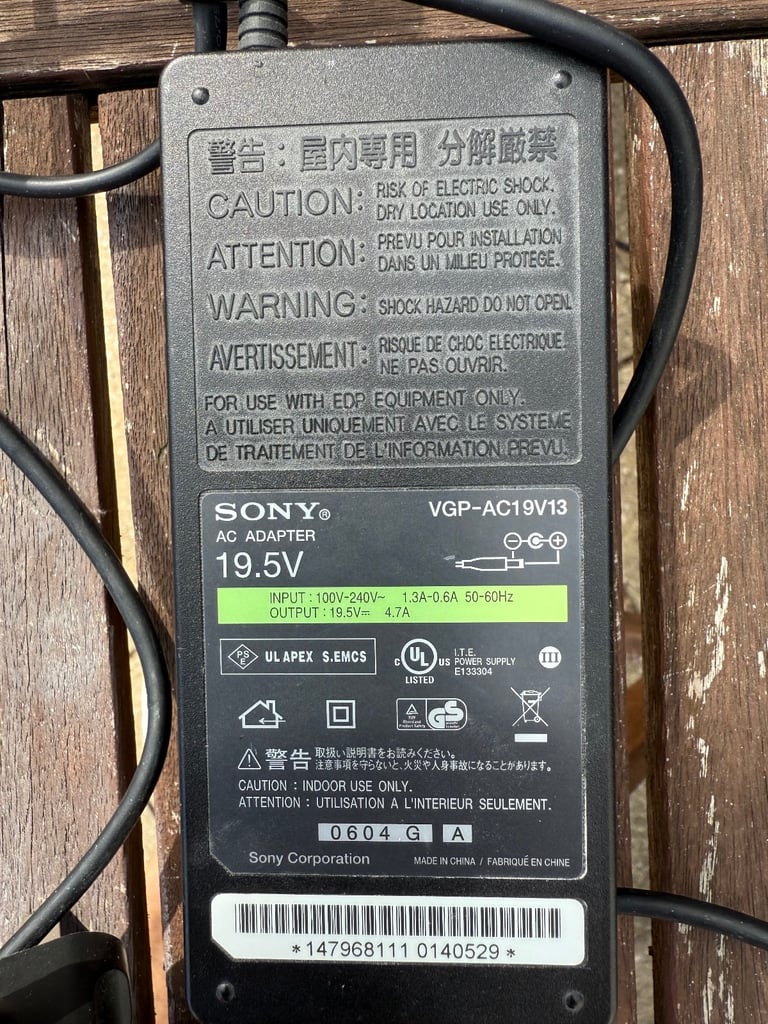 警告：屋内専用 分解厳禁
CAUTION: RISK OF ELECTRIC SHOCK.
DRY LOCATION USE ONLY.
ATTENTION: PREVU POUR INSTALLATION
DANS UN MILIEU PROTEGE.
WARNING: SHOCK HAZARD DO NOT OPEN.
AVERTISSEMENT: RISQUE DE CHOC ELECTRIQUE.
NE PAS OUVRIR.
FOR USE WITH EDP EQUIPMENT ONLY.
A UTILISER UNIQUEMENT AVEC LE SYSTEME
DE TRAITEMENT DE L'INFORMATION PREVU.
SONY® VGP-AC19V13
AC ADAPTER
19.5V
INPUT : 100V-240V~ 1.3A-0.6A 50-60Hz
OUTPUT : 19.5V⎓ 4.7A
PS
E
UL APEX S.EMCS
C UL US
LISTED
I.T.E.
POWER SUPPLY
E133304
III
TÜV
GS
⚠警告 取扱い説明書をお読みください。
注意事項を守らないと、火災や人身事故になることがあります。
CAUTION : INDOOR USE ONLY.
ATTENTION : UTILISATION A L'INTERIEUR SEULEMENT.
0604 G A
Sony Corporation MADE IN CHINA / FABRIQUÉ EN CHINE
*147968111 0140529*